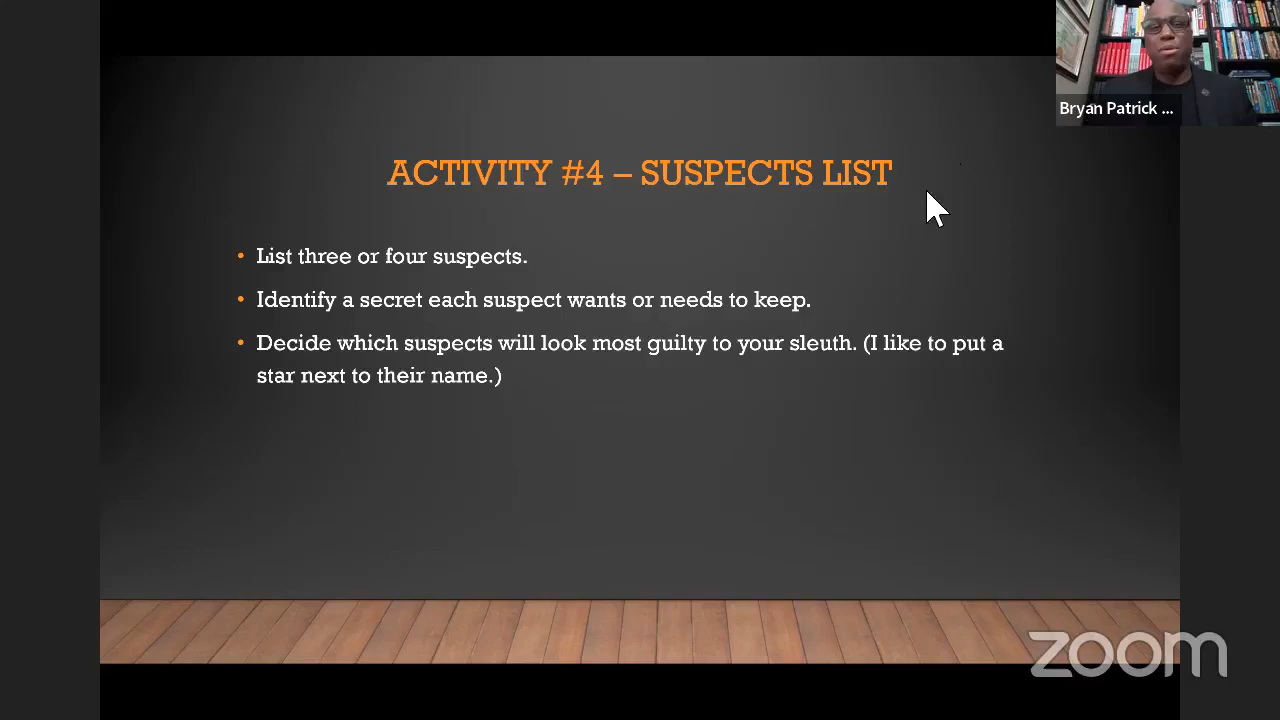 Bryan Patrick ...
ACTIVITY #4 – SUSPECTS LIST
• List three or four suspects.
• Identify a secret each suspect wants or needs to keep.
• Decide which suspects will look most guilty to your sleuth. (I like to put a
star next to their name.)
zoom